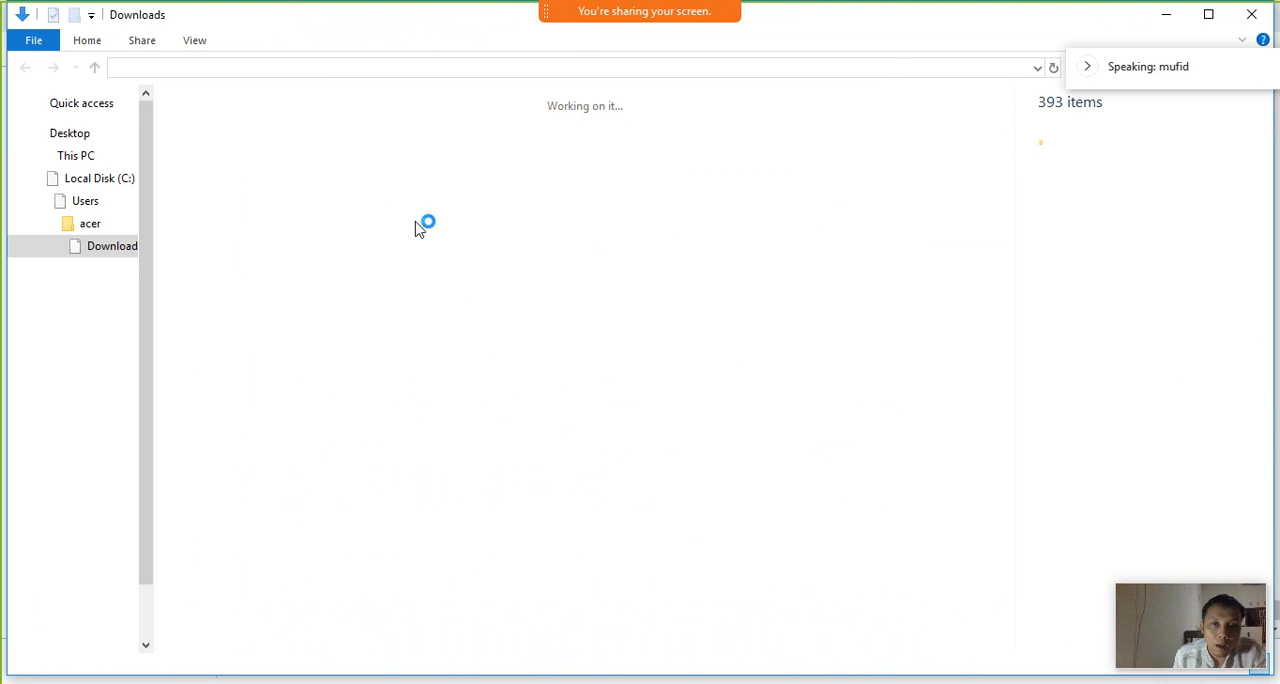 You're sharing your screen.
Downloads
File Home Share View
Speaking: mufid
Quick access
Desktop
This PC
Local Disk (C:)
Users
acer
Download
Working on it...
393 items